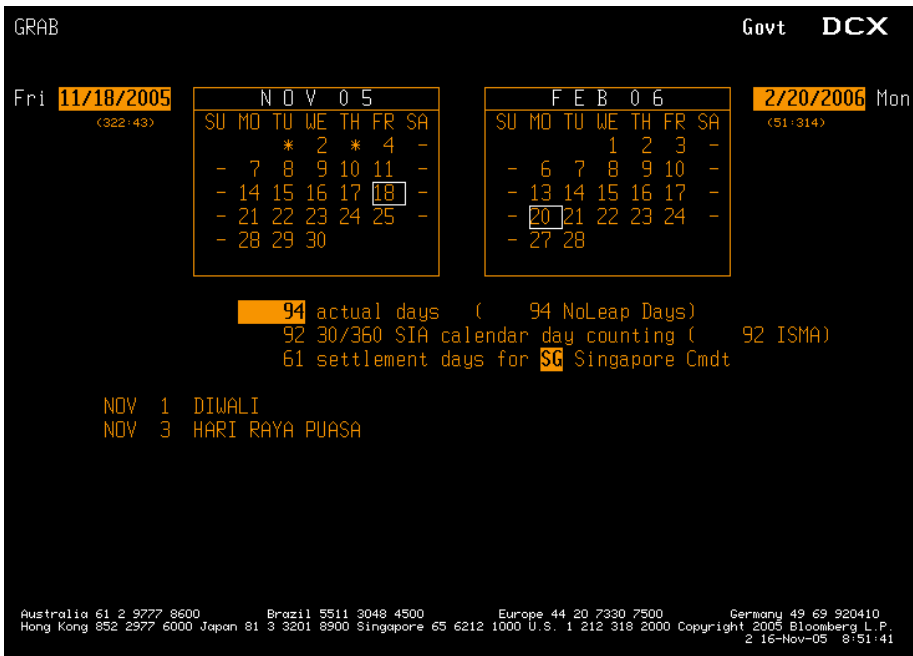 GRAB Govt DCX
Fri 11/18/2005 NOV 05 FEB 06 2/20/2006 Mon
(322:43) SU MO TU WE TH FR SA SU MO TU WE TH FR SA (51:314)
* 2 * 4 - 1 2 3 -
- 7 8 9 10 11 - - 6 7 8 9 10 -
- 14 15 16 17 18 - - 13 14 15 16 17 -
- 21 22 23 24 25 - - 20 21 22 23 24 -
- 28 29 30 - 27 28
94 actual days ( 94 NoLeap Days)
92 30/360 SIA calendar day counting ( 92 ISMA)
61 settlement days for SG Singapore Cmdt
NOV 1 DIWALI
NOV 3 HARI RAYA PUASA
Australia 61 2 9777 8600 Brazil 5511 3048 4500 Europe 44 20 7330 7500 Germany 49 69 920410
Hong Kong 852 2977 6000 Japan 81 3 3201 8900 Singapore 65 6212 1000 U.S. 1 212 318 2000 Copyright 2005 Bloomberg L.P.
2 16-Nov-05 8:51:41